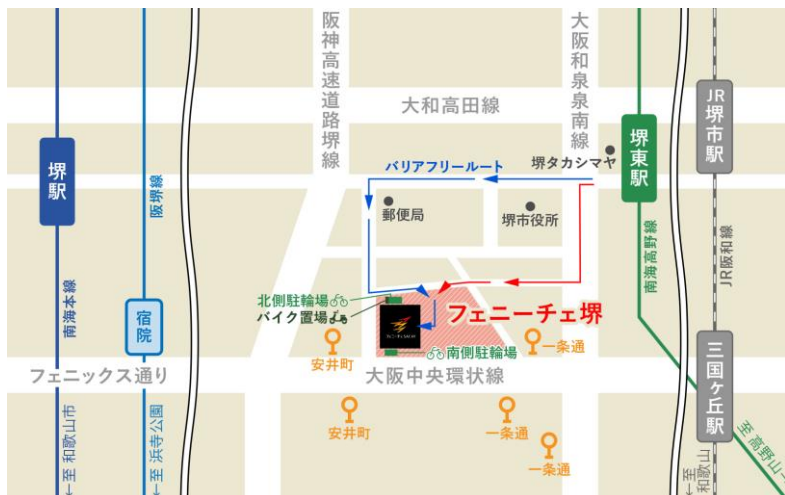 阪神高速道路堺線
大阪和泉泉南線
大和高田線
JR堺市駅
堺東駅
堺駅
阪堺線
バリアフリールート
堺タカシマヤ
郵便局
堺市役所
南海高野線
JR阪和線
南海本線
宿院
北側駐輪場
バイク置場
フェニーチェ堺
安井町
南側駐輪場
一条通
三国ヶ丘駅
フェニックス通り
大阪中央環状線
安井町
一条通
一条通
←至 和歌山市
←至 浜寺公園
←至 和歌山
至 高野山→